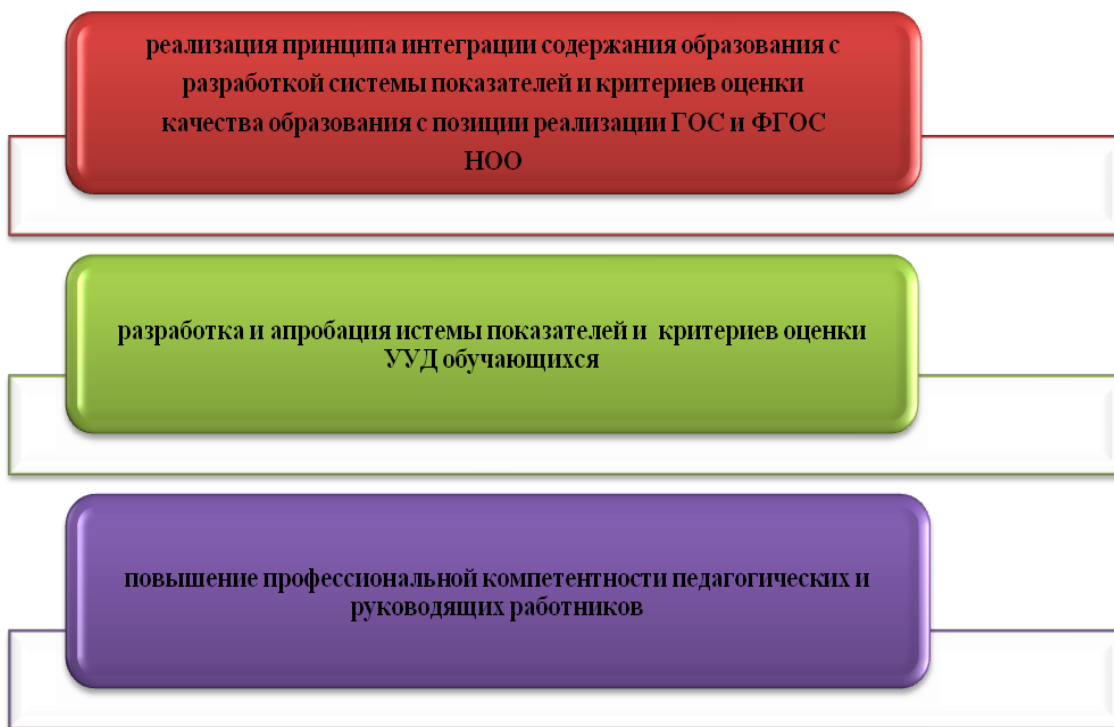 реализация принципа интеграции содержания образования с
разработкой системы показателей и критериев оценки
качества образования с позиции реализации ГОС и ФГОС
НОО
разработка и апробация истемы показателей и критериев оценки
УУД обучающихся
повышение профессиональной компетентности педагогических и
руководящих работников